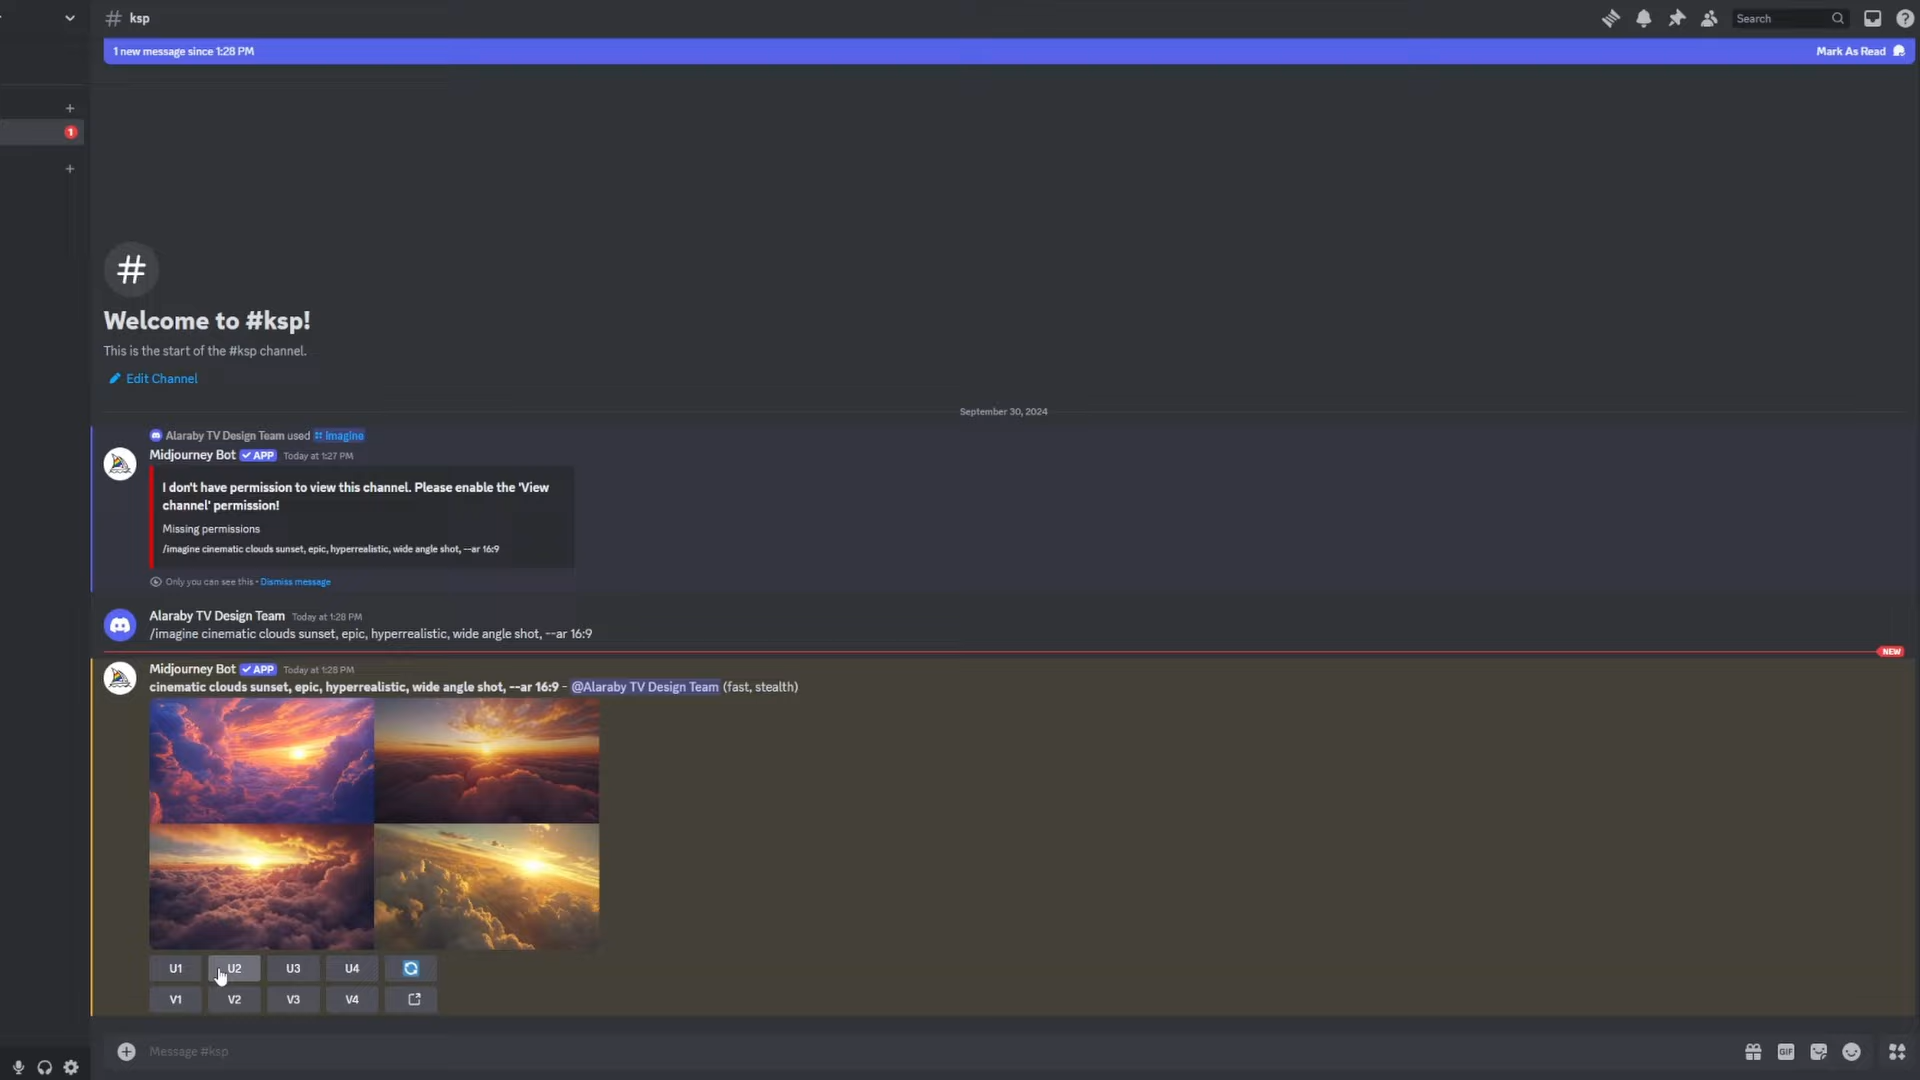 ksp
Search
1 new message since 1:28 PM
Mark As Read
1
Welcome to #ksp!
This is the start of the #ksp channel.
Edit Channel
September 30, 2024
Alaraby TV Design Team used imagine
Midjourney Bot ✓ APP Today at 1:27 PM
I don't have permission to view this channel. Please enable the 'View
channel' permission!
Missing permissions
/imagine cinematic clouds sunset, epic, hyperrealistic, wide angle shot, --ar 16:9
Only you can see this • Dismiss message
Alaraby TV Design Team Today at 1:28 PM
/imagine cinematic clouds sunset, epic, hyperrealistic, wide angle shot, --ar 16:9
NEW
Midjourney Bot ✓ APP Today at 1:28 PM
cinematic clouds sunset, epic, hyperrealistic, wide angle shot, --ar 16:9 - @Alaraby TV Design Team (fast, stealth)
U1 U2 U3 U4
V1 V2 V3 V4
Message #ksp
GIF